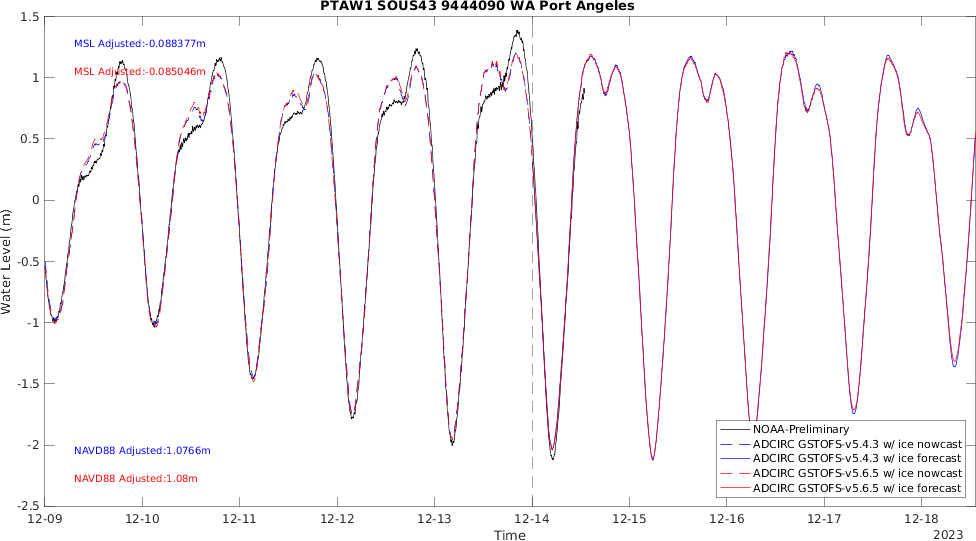 PTAW1 SOUS43 9444090 WA Port Angeles
MSL Adjusted:-0.088377m
MSL Adjusted:-0.085046m
NAVD88 Adjusted:1.0766m
NAVD88 Adjusted:1.08m
Water Level (m)
1.5
1
0.5
0
-0.5
-1
-1.5
-2
-2.5
NOAA-Preliminary
ADCIRC GSTOFS-v5.4.3 w/ ice nowcast
ADCIRC GSTOFS-v5.4.3 w/ ice forecast
ADCIRC GSTOFS-v5.6.5 w/ ice nowcast
ADCIRC GSTOFS-v5.6.5 w/ ice forecast
12-09 12-10 12-11 12-12 12-13 12-14 12-15 12-16 12-17 12-18
Time
2023